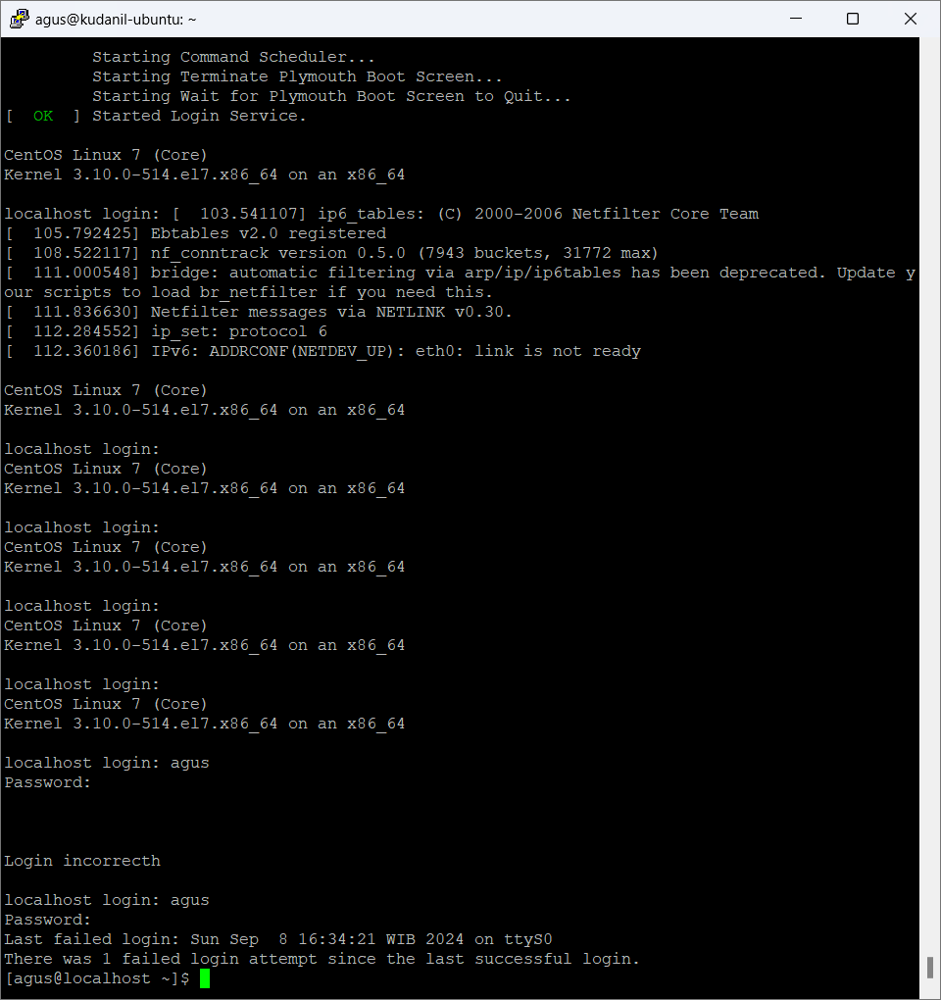 agus@kudanil-ubuntu: ~
Starting Command Scheduler...
Starting Terminate Plymouth Boot Screen...
Starting Wait for Plymouth Boot Screen to Quit...
[  OK  ] Started Login Service.
CentOS Linux 7 (Core)
Kernel 3.10.0-514.el7.x86_64 on an x86_64
localhost login: [  103.541107] ip6_tables: (C) 2000-2006 Netfilter Core Team
[  105.792425] Ebtables v2.0 registered
[  108.522117] nf_conntrack version 0.5.0 (7943 buckets, 31772 max)
[  111.000548] bridge: automatic filtering via arp/ip/ip6tables has been deprecated. Update y
our scripts to load br_netfilter if you need this.
[  111.836630] Netfilter messages via NETLINK v0.30.
[  112.284552] ip_set: protocol 6
[  112.360186] IPv6: ADDRCONF(NETDEV_UP): eth0: link is not ready
CentOS Linux 7 (Core)
Kernel 3.10.0-514.el7.x86_64 on an x86_64
localhost login:
CentOS Linux 7 (Core)
Kernel 3.10.0-514.el7.x86_64 on an x86_64
localhost login:
CentOS Linux 7 (Core)
Kernel 3.10.0-514.el7.x86_64 on an x86_64
localhost login:
CentOS Linux 7 (Core)
Kernel 3.10.0-514.el7.x86_64 on an x86_64
localhost login:
CentOS Linux 7 (Core)
Kernel 3.10.0-514.el7.x86_64 on an x86_64
localhost login: agus
Password:
Login incorrecth
localhost login: agus
Password:
Last failed login: Sun Sep  8 16:34:21 WIB 2024 on ttyS0
There was 1 failed login attempt since the last successful login.
[agus@localhost ~]$